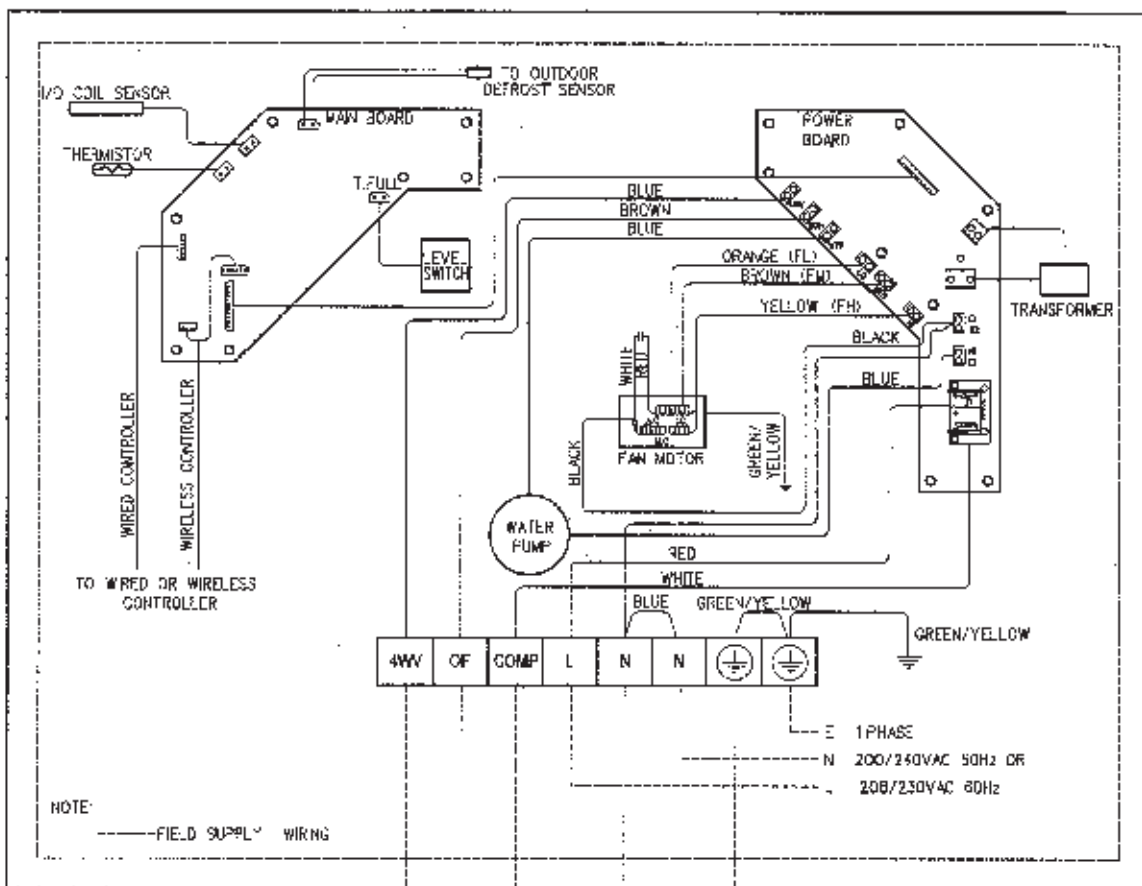 TO OUTDOOR
DEFROST SENSOR
I/O COIL SENSOR
MAIN BOARD
POWER
BOARD
THERMISTOR
T.FULL
BLUE
BROWN
BLUE
EVE
SWITCH
ORANGE (FL)
BROWN (FM)
YELLOW (FH)
TRANSFORMER
BLACK
WHITE
RED
BLUE
FAN MOTOR
BLACK
GREEN/
YELLOW
WIRED CONTROLLER
WIRELESS CONTROLLER
WATER
PUMP
RED
WHITE
TO WIRED OR WIRELESS
CONTROLLER
BLUE
GREEN/YELLOW
GREEN/YELLOW
4WV OF COMP L N N
E 1PHASE
N 200/240VAC 50Hz OR
208/230VAC 60Hz
NOTE:
FIELD SUPPLY WIRING